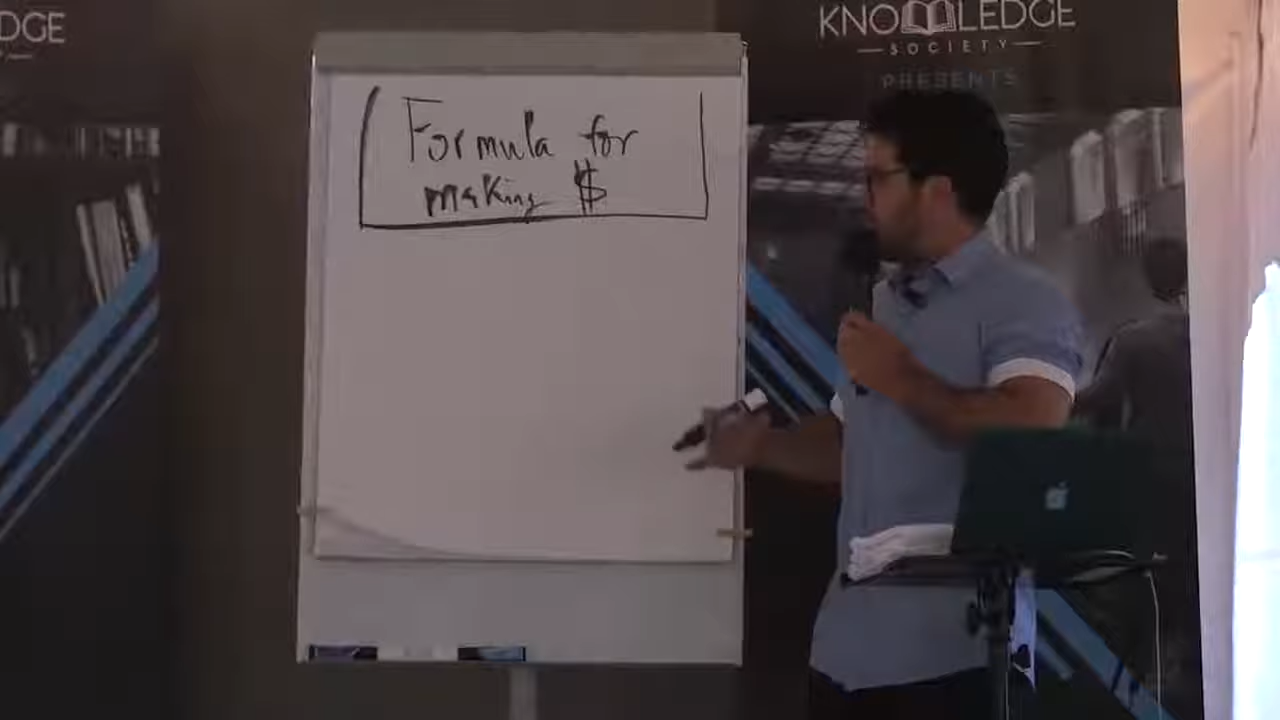 DGE
KNOWLEDGE
SOCIETY
PRESENTS
Formula for
making $